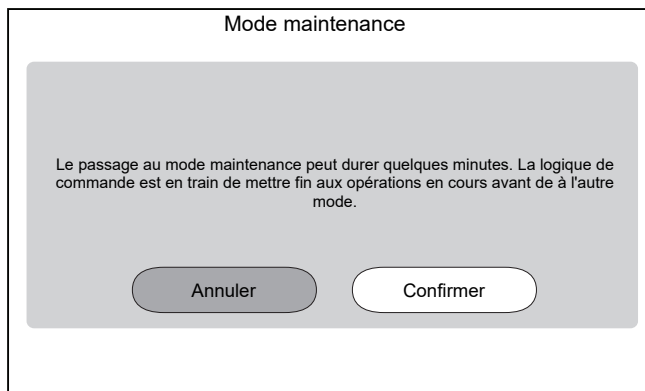 Mode maintenance
Le passage au mode maintenance peut durer quelques minutes. La logique de
commande est en train de mettre fin aux opérations en cours avant de à l'autre
mode.
Annuler
Confirmer